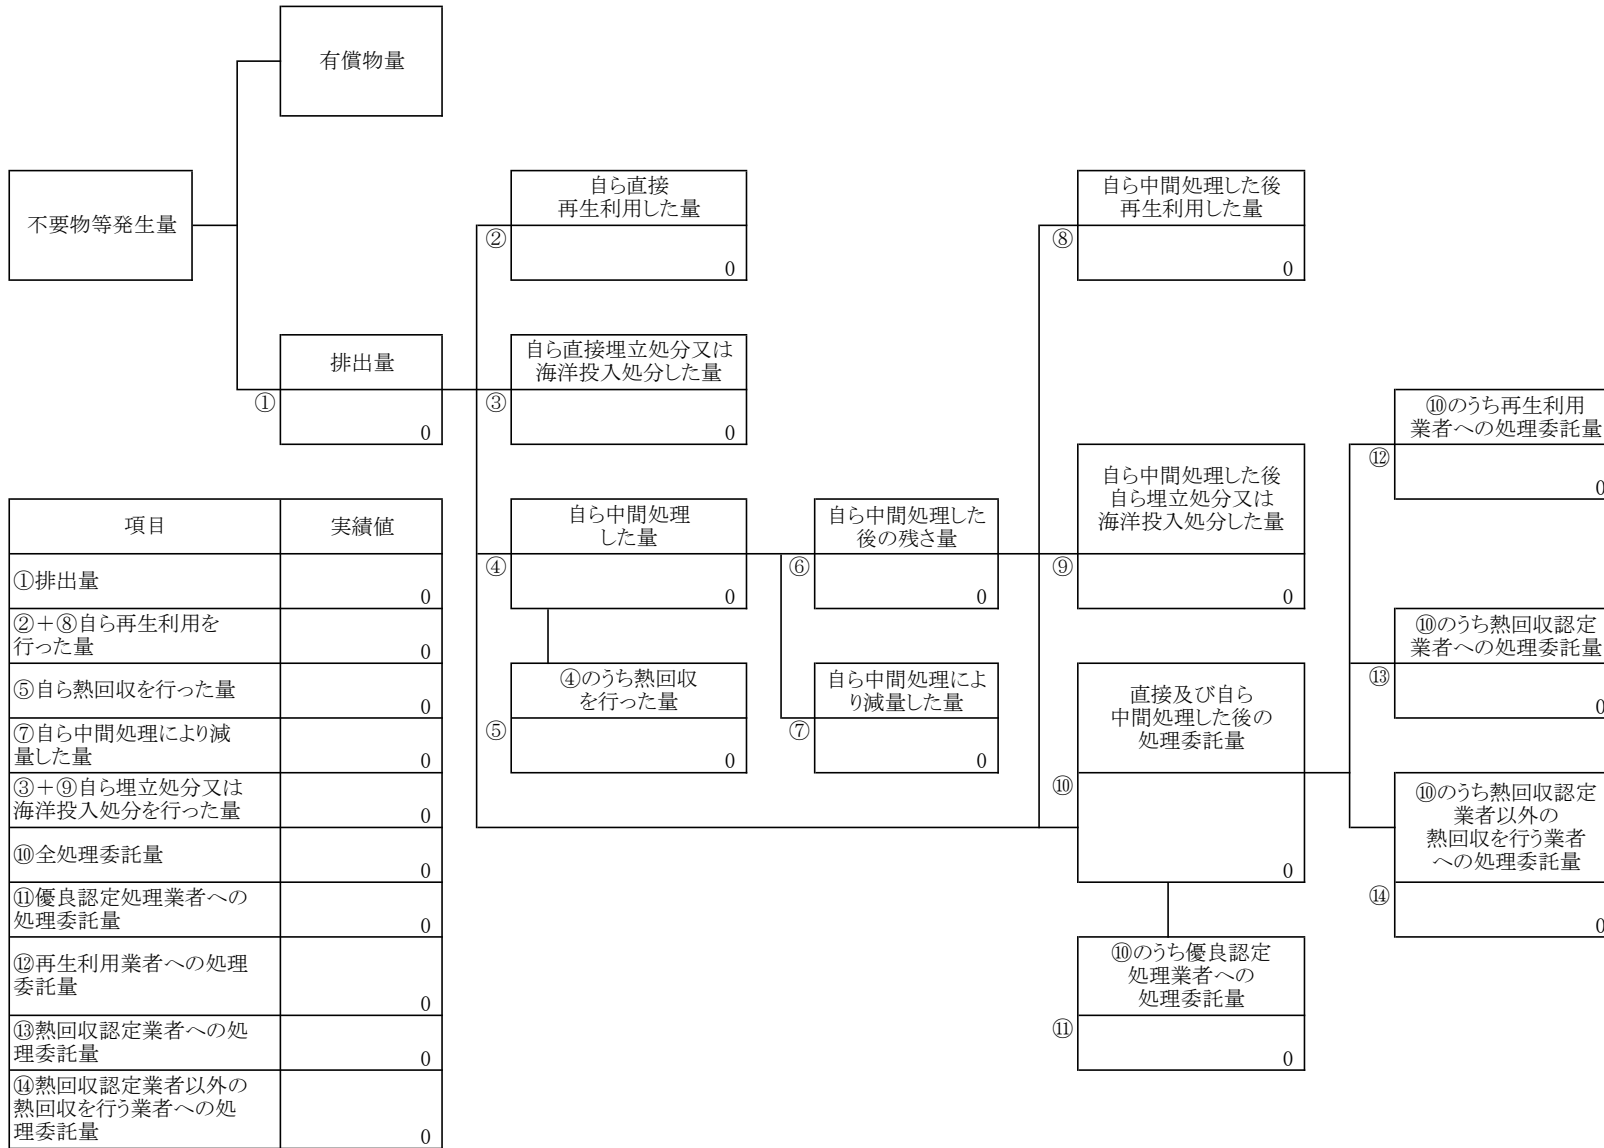 有償物量
不要物等発生量
自ら直接
再生利用した量
②
0
自ら中間処理した後
再生利用した量
⑧
0
排出量
①
0
自ら直接埋立処分又は
海洋投入処分した量
③
0
⑩のうち再生利用
業者への処理委託量
⑫
0
自ら中間処理した後
自ら埋立処分又は
海洋投入処分した量
⑨
0
自ら中間処理
した量
④
0
自ら中間処理した
後の残さ量
⑥
0
⑩のうち熱回収認定
業者への処理委託量
⑬
0
④のうち熱回収
を行った量
⑤
0
自ら中間処理によ
り減量した量
⑦
0
直接及び自ら
中間処理した後の
処理委託量
⑩
0
⑩のうち熱回収認定
業者以外の
熱回収を行う業者
への処理委託量
⑭
0
⑩のうち優良認定
処理業者への
処理委託量
⑪
0
項目 実績値
①排出量
0
②+⑧自ら再生利用を
行った量
0
⑤自ら熱回収を行った量
0
⑦自ら中間処理により減
量した量
0
③+⑨自ら埋立処分又は
海洋投入処分を行った量
0
⑩全処理委託量
0
⑪優良認定処理業者への
処理委託量
0
⑫再生利用業者への処理
委託量
0
⑬熱回収認定業者への処
理委託量
0
⑭熱回収認定業者以外の
熱回収を行う業者への処
理委託量
0